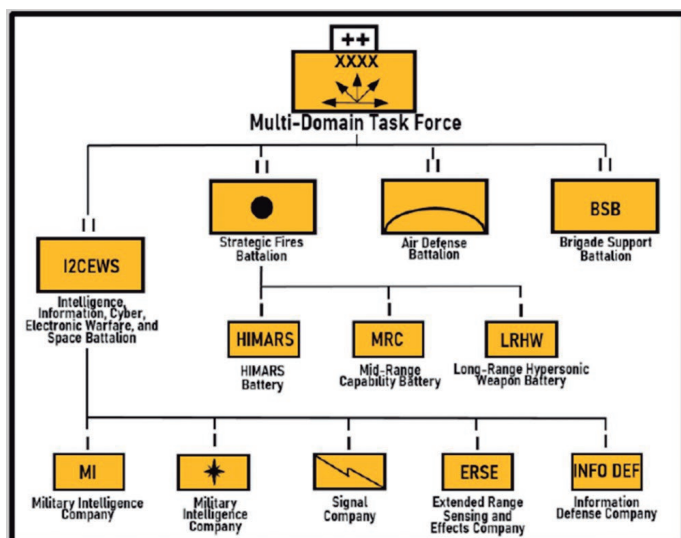 ++
XXXX
Multi-Domain Task Force
I2CEWS
Intelligence,
Information, Cyber,
Electronic Warfare, and
Space Battalion
Strategic Fires
Battalion
Air Defense
Battalion
BSB
Brigade Support
Battalion
HIMARS
HIMARS
Battery
MRC
Mid-Range
Capability Battery
LRHW
Long-Range Hypersonic
Weapon Battery
MI
Military Intelligence
Company
Military
Intelligence
Company
Signal
Company
ERSE
Extended Range
Sensing and
Effects Company
INFO DEF
Information
Defense Company